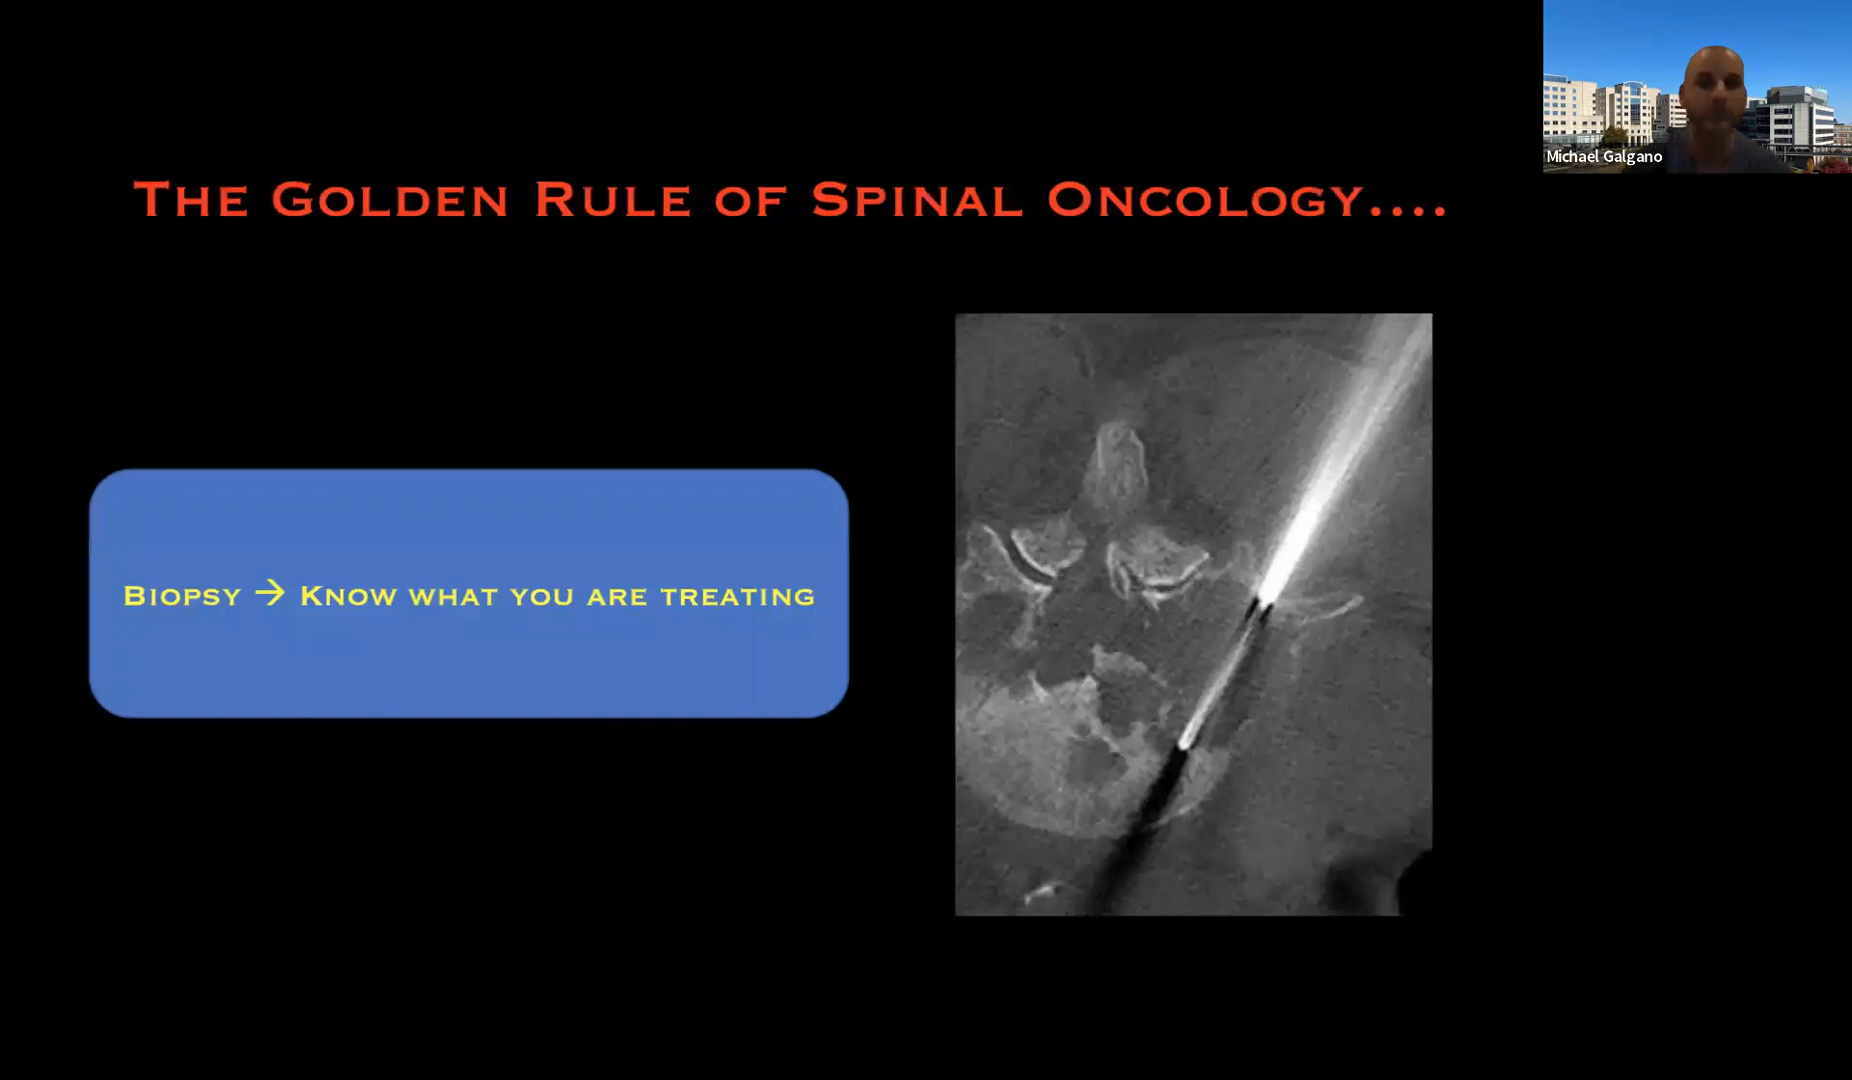 Michael Galgano
The Golden Rule of Spinal Oncology....
Biopsy → Know what you are treating